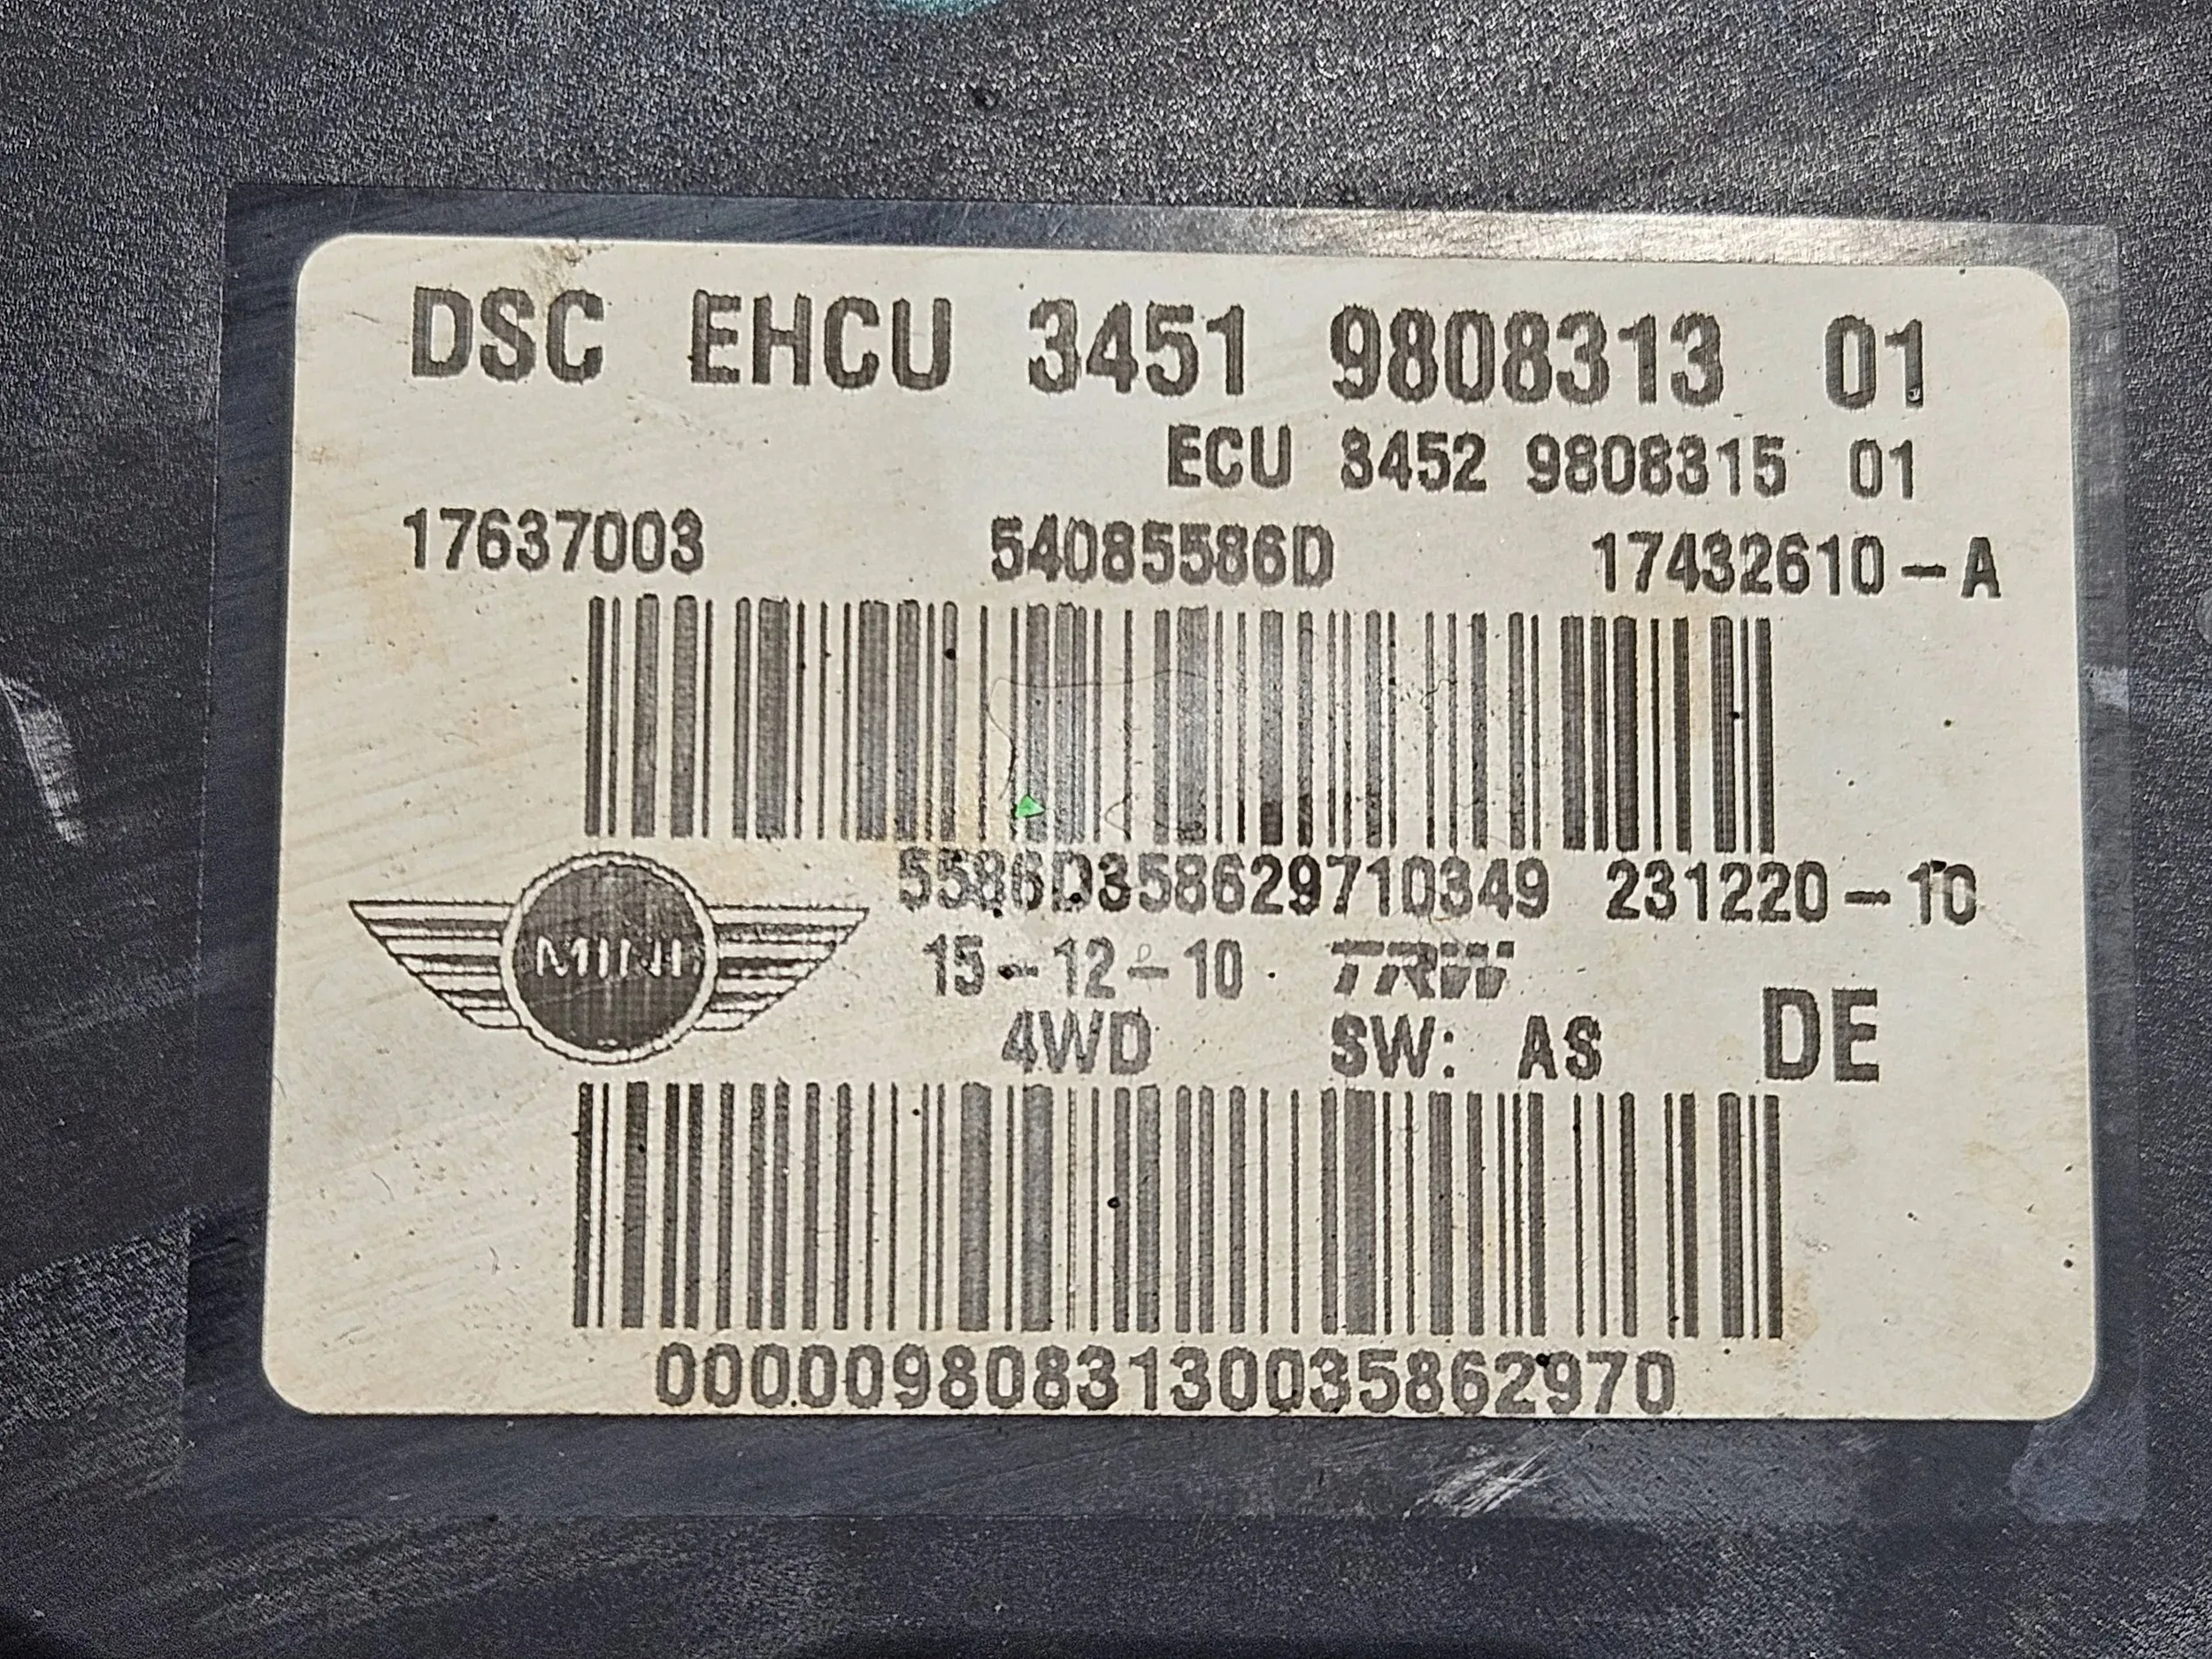 DSC EHCU 3451 9808313 01
ECU 3452 9808315 01
17637003 54085586D 17432610-A
5586D358629710349 231220-10
MINI 15-12-10 TRW
4WD SW: AS DE
0000098083130035862970